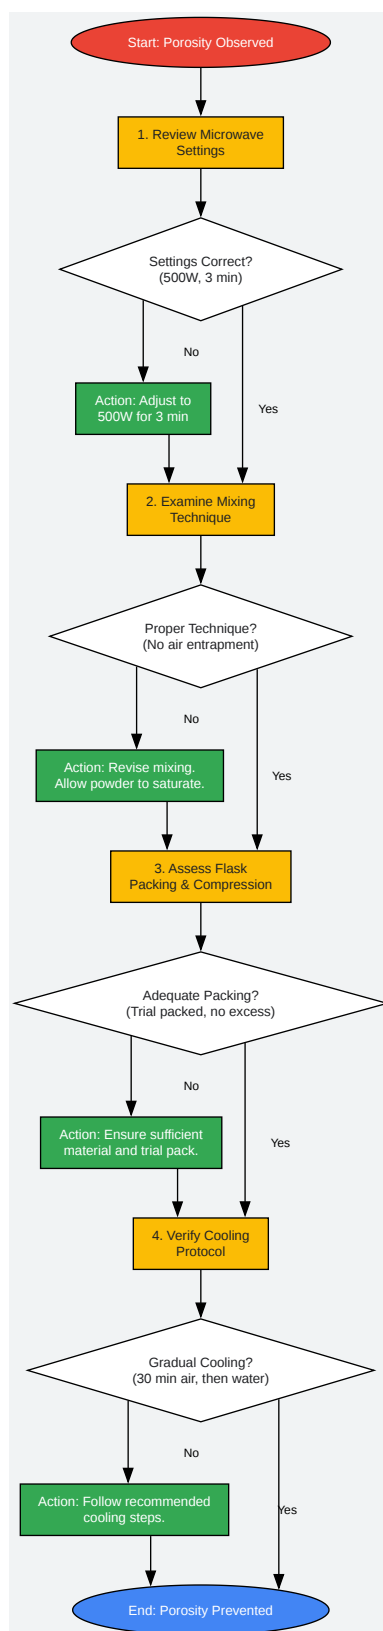 Start: Porosity Observed
1. Review Microwave
Settings
Settings Correct?
(500W, 3 min)
No
Action: Adjust to
500W for 3 min
Yes
2. Examine Mixing
Technique
Proper Technique?
(No air entrapment)
No
Action: Revise mixing.
Allow powder to saturate.
Yes
3. Assess Flask
Packing & Compression
Adequate Packing?
(Trial packed, no excess)
No
Action: Ensure sufficient
material and trial pack.
Yes
4. Verify Cooling
Protocol
Gradual Cooling?
(30 min air, then water)
No
Action: Follow recommended
cooling steps.
Yes
End: Porosity Prevented